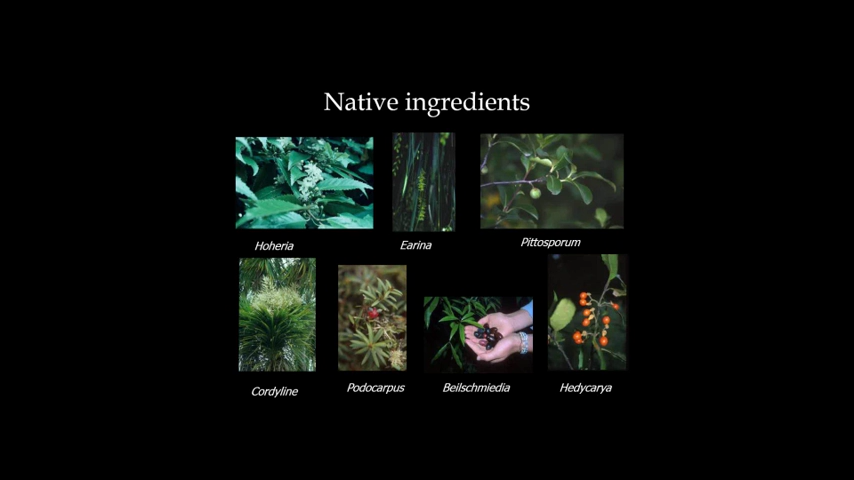 Native ingredients
Hoheria
Earina
Pittosporum
Cordyline
Podocarpus
Beilschmiedia
Hedycarya